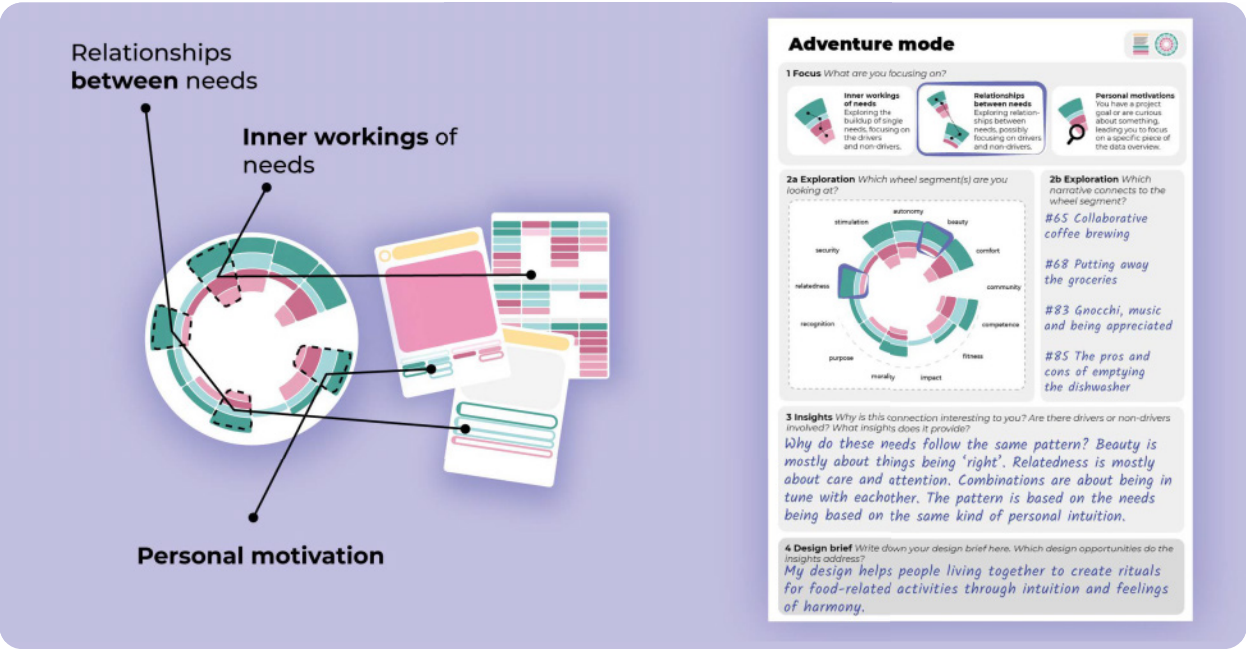 Relationships
between needs
Inner workings of
needs
Personal motivation
Adventure mode
1 Focus What are you focusing on?
Inner workings
of needs
Exploring the
buildup of single
needs, focusing on
the drivers
and non-drivers.
Relationships
between needs
Exploring relation-
ships between
needs, possibly
focusing on drivers
and non-drivers.
Personal motivations
You have a project
goal or are curious
about something,
leading you to focus
on a specific piece of
the data overview.
2a Exploration Which wheel segment(s) are you
looking at?
autonomy
stimulation
beauty
security
comfort
relatedness
community
recognition
competence
purpose
fitness
morality
impact
2b Exploration Which
narrative connects to the
wheel segment?
#65 Collaborative
coffee brewing
#68 Putting away
the groceries
#83 Gnocchi, music
and being appreciated
#85 The pros and
cons of emptying
the dishwasher
3 Insights Why is this connection interesting to you? Are there drivers or non-drivers
involved? What insights does it provide?
Why do these needs follow the same pattern? Beauty is
mostly about things being ‘right’. Relatedness is mostly
about care and attention. Combinations are about being in
tune with eachother. The pattern is based on the needs
being based on the same kind of personal intuition.
4 Design brief Write down your design brief here. Which design opportunities do the
insights address?
My design helps people living together to create rituals
for food-related activities through intuition and feelings
of harmony.